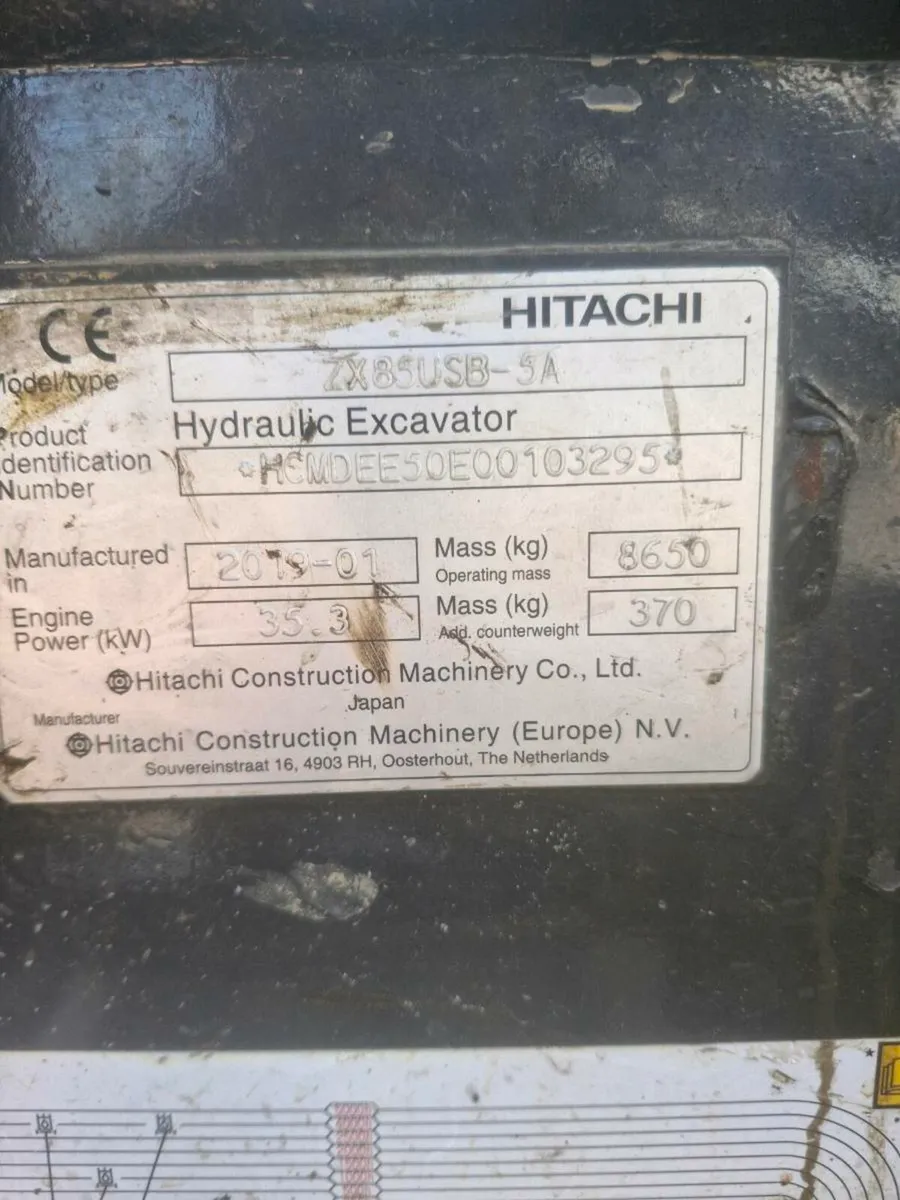 CE
HITACHI
Model/type ZX85USB-5A
Hydraulic Excavator
Product Identification Number *HCMDEE50E00103295*
Manufactured in 2019-01 Mass (kg) Operating mass 8650
Engine Power (kW) 35.3 Mass (kg) Add. counterweight 370
Hitachi Construction Machinery Co., Ltd.
Japan
Manufacturer
Hitachi Construction Machinery (Europe) N.V.
Souvereinstraat 16, 4903 RH, Oosterhout, The Netherlands